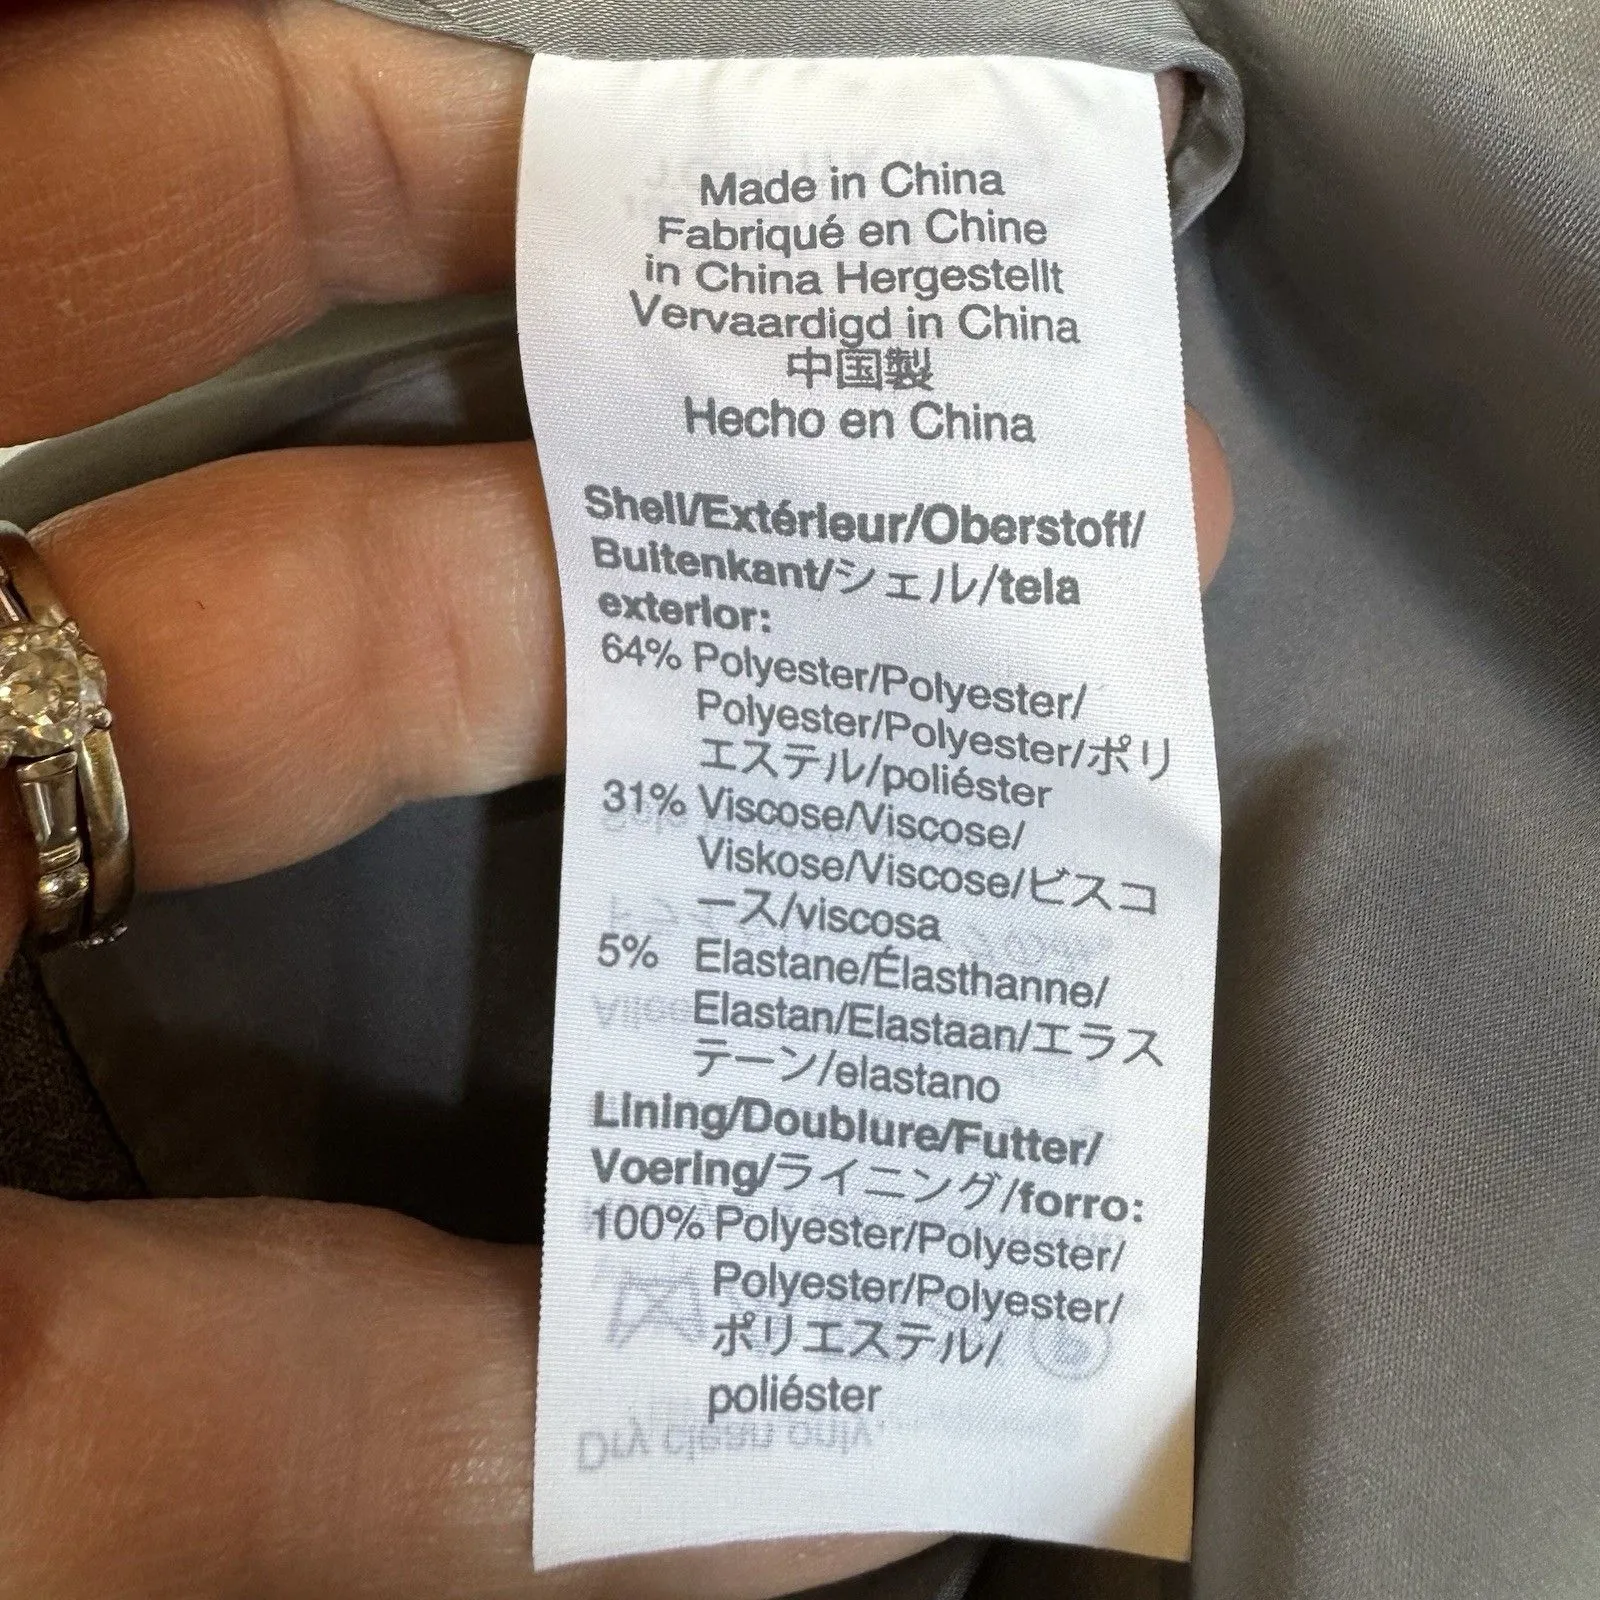 Made in China
Fabriqué en Chine
in China Hergestellt
Vervaardigd in China
中国製
Hecho en China
Shell/Extérieur/Oberstoff/
Buitenkant/シェル/tela
exterior:
64% Polyester/Polyester/
Polyester/Polyester/ポリ
エステル/poliéster
31% Viscose/Viscose/
Viskose/Viscose/ビスコ
ース/viscosa
5% Elastane/Élasthanne/
Elastan/Elastaan/エラス
テーン/elastano
Lining/Doublure/Futter/
Voering/ライニング/forro:
100% Polyester/Polyester/
Polyester/Polyester/
ポリエステル/
poliéster
Dry clean only